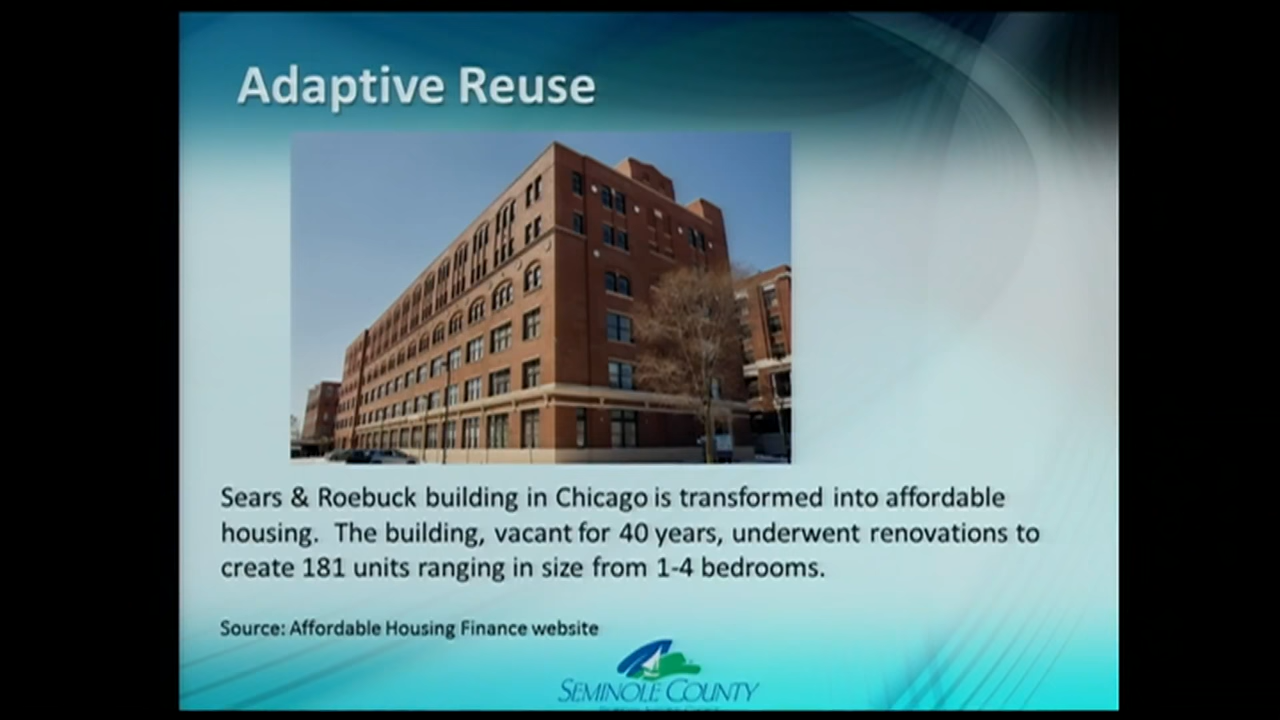 Adaptive Reuse
Sears & Roebuck building in Chicago is transformed into affordable
housing. The building, vacant for 40 years, underwent renovations to
create 181 units ranging in size from 1-4 bedrooms.
Source: Affordable Housing Finance website
SEMINOLE COUNTY